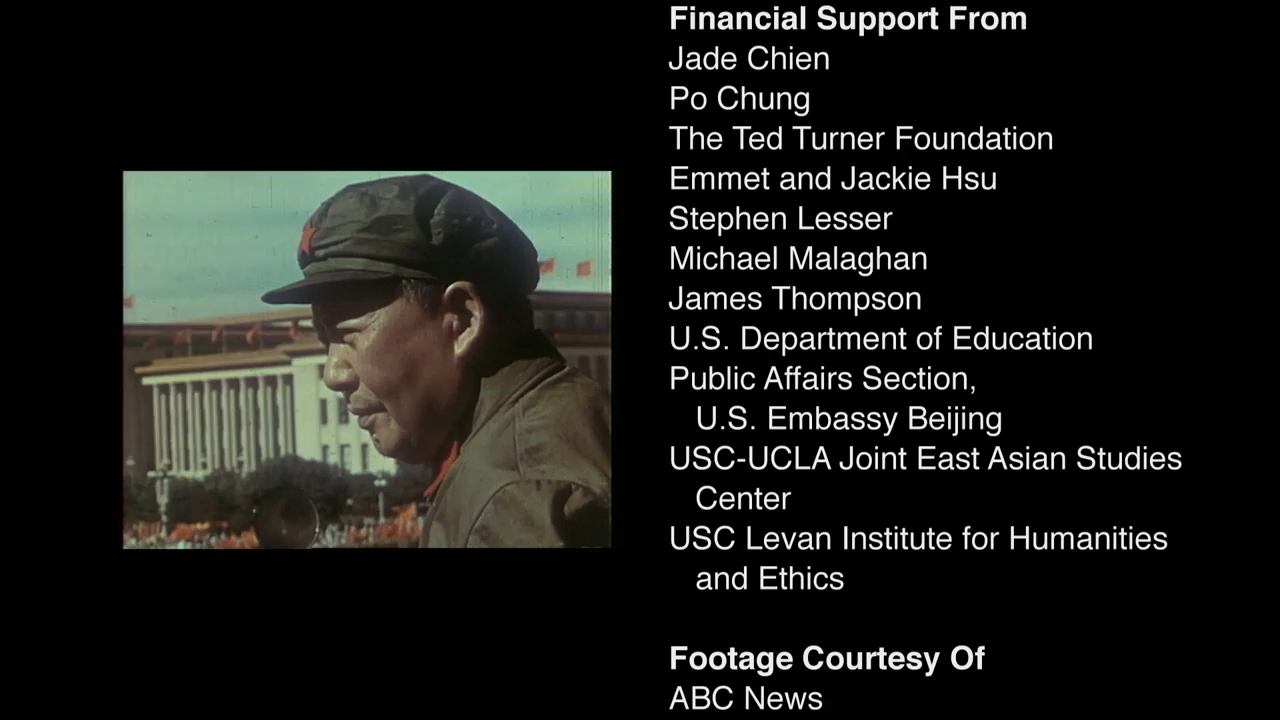 Financial Support From
Jade Chien
Po Chung
The Ted Turner Foundation
Emmet and Jackie Hsu
Stephen Lesser
Michael Malaghan
James Thompson
U.S. Department of Education
Public Affairs Section,
U.S. Embassy Beijing
USC-UCLA Joint East Asian Studies
Center
USC Levan Institute for Humanities
and Ethics
Footage Courtesy Of
ABC News